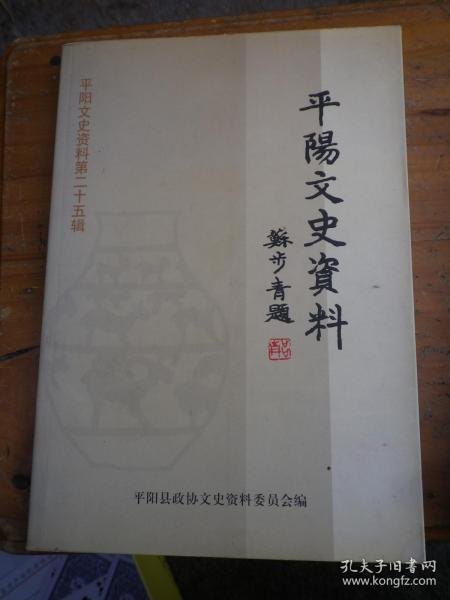 平陽文史資料
蘇步青題
平阳文史资料第二十五辑
平阳县政协文史资料委员会编
孔夫子旧书网
www.kongfz.com